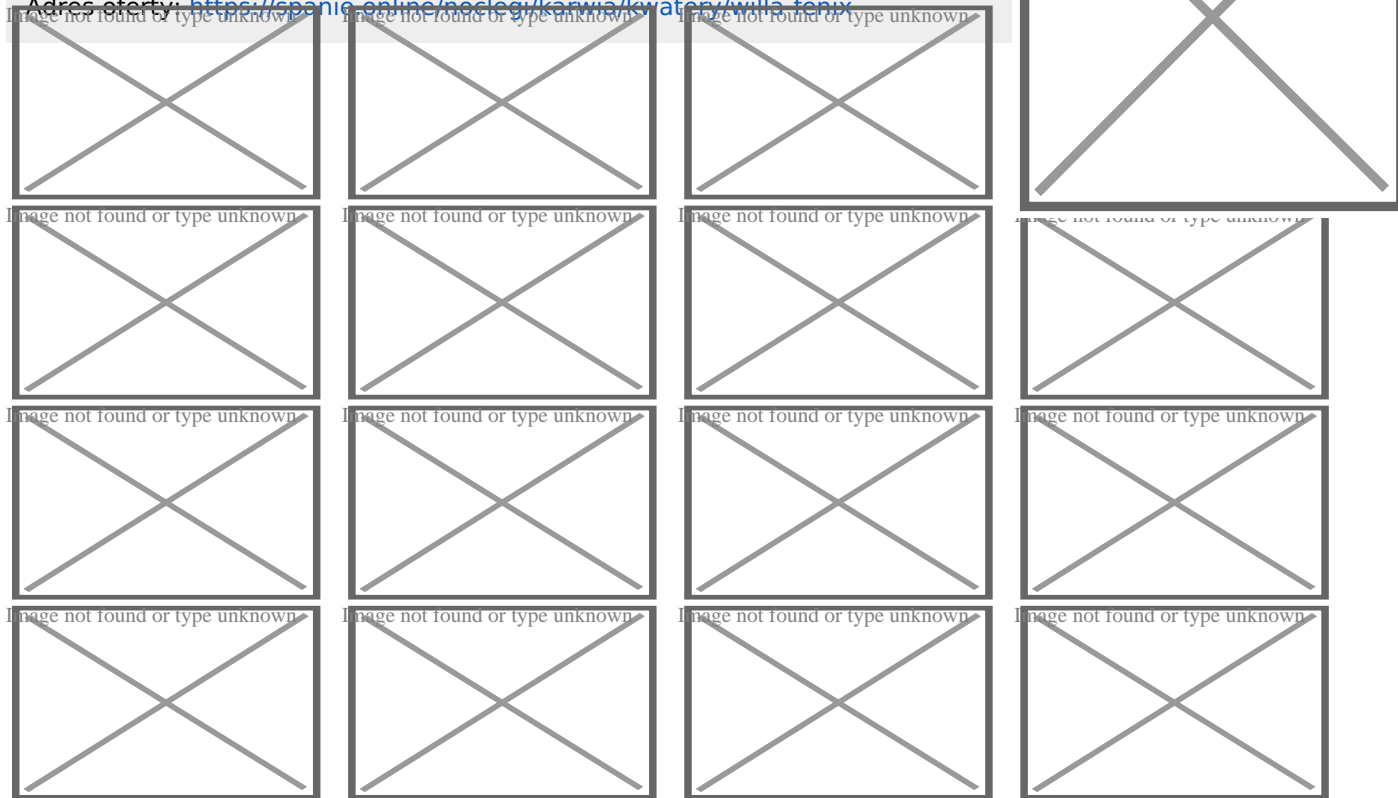 Adres oferty: https://spanie.online/noclegi/karwia/kwatery/willa-fenix
Image not found or type unknown Image not found or type unknown Image not found or type unknown
Image not found or type unknown Image not found or type unknown Image not found or type unknown Image not found or type unknown
Image not found or type unknown Image not found or type unknown Image not found or type unknown Image not found or type unknown
Image not found or type unknown Image not found or type unknown Image not found or type unknown Image not found or type unknown